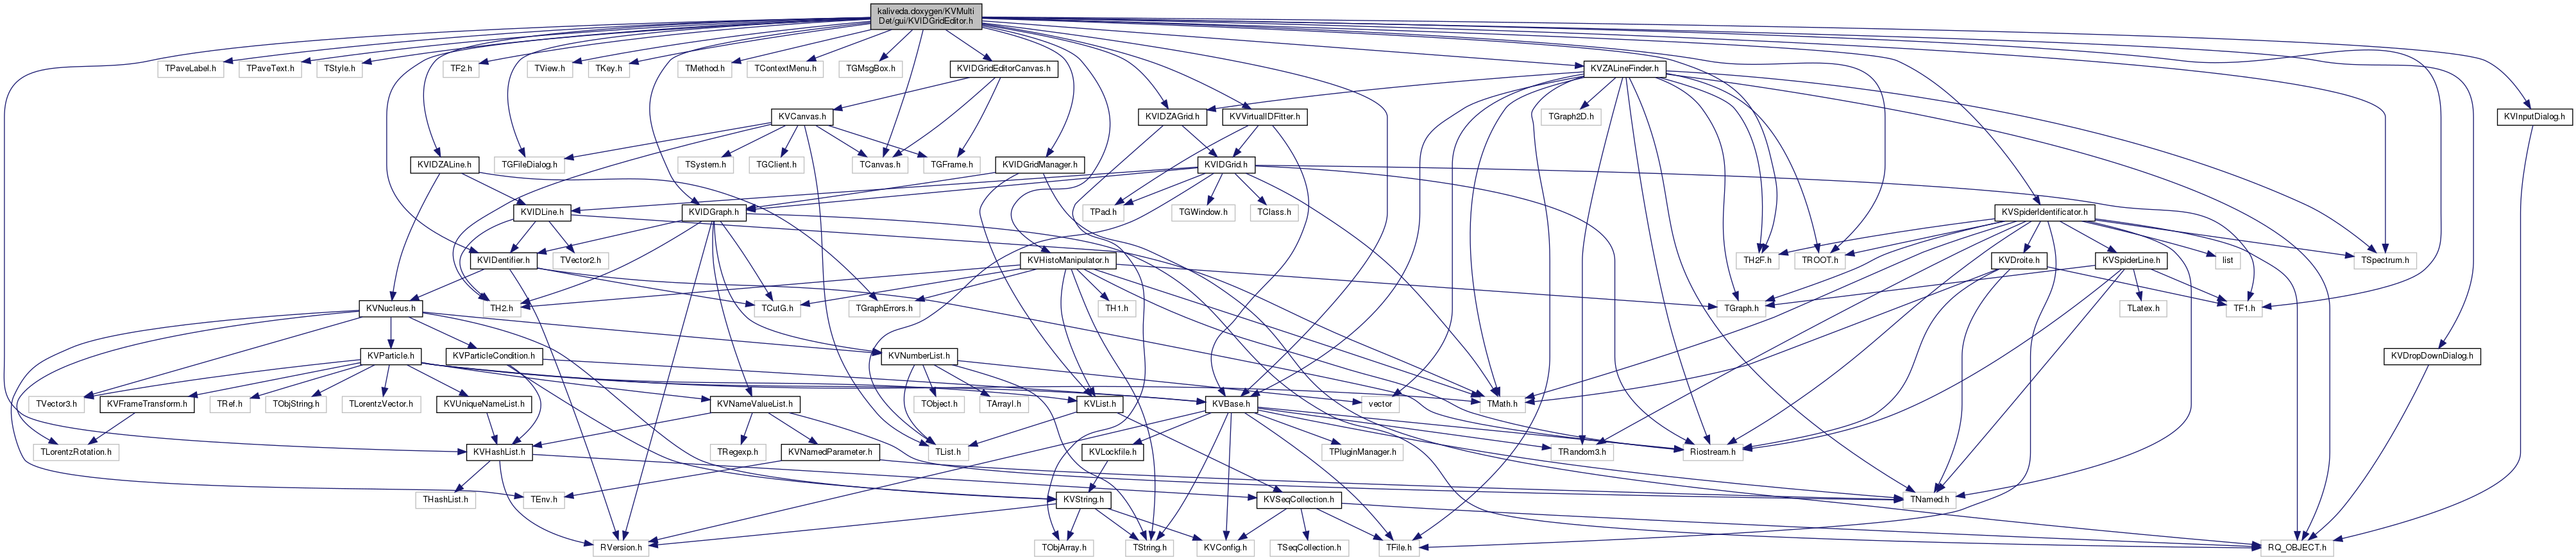 kaliveda.doxygen/KVMulti
Det/gui/KVIDGridEditor.h
TPaveLabel.h
TPaveText.h
TStyle.h
TF2.h
TView.h
TKey.h
TMethod.h
TContextMenu.h
TGMsgBox.h
KVIDGridEditorCanvas.h
KVZALineFinder.h
KVCanvas.h
KVIDZAGrid.h
KVVirtualIDFitter.h
TGraph2D.h
KVInputDialog.h
KVIDZALine.h
TGFileDialog.h
TSystem.h
TGClient.h
TCanvas.h
TGFrame.h
KVIDGridManager.h
KVIDGrid.h
KVIDLine.h
KVIDGraph.h
TPad.h
TGWindow.h
TClass.h
KVSpiderIdentificator.h
KVIDentifier.h
TVector2.h
KVHistoManipulator.h
TH2F.h
TROOT.h
KVDroite.h
KVSpiderLine.h
list
TSpectrum.h
KVNucleus.h
TH2.h
TCutG.h
TGraphErrors.h
TH1.h
TGraph.h
TLatex.h
TF1.h
KVParticle.h
KVParticleCondition.h
KVNumberList.h
KVDropDownDialog.h
TVector3.h
KVFrameTransform.h
TRef.h
TObjString.h
TLorentzVector.h
KVUniqueNameList.h
KVNameValueList.h
TObject.h
TArrayI.h
KVList.h
KVBase.h
vector
TMath.h
TLorentzRotation.h
KVHashList.h
TRegexp.h
KVNamedParameter.h
TList.h
KVLockfile.h
TPluginManager.h
TRandom3.h
Riostream.h
THashList.h
TEnv.h
KVString.h
KVSeqCollection.h
TNamed.h
RVersion.h
TObjArray.h
TString.h
KVConfig.h
TSeqCollection.h
TFile.h
RQ_OBJECT.h